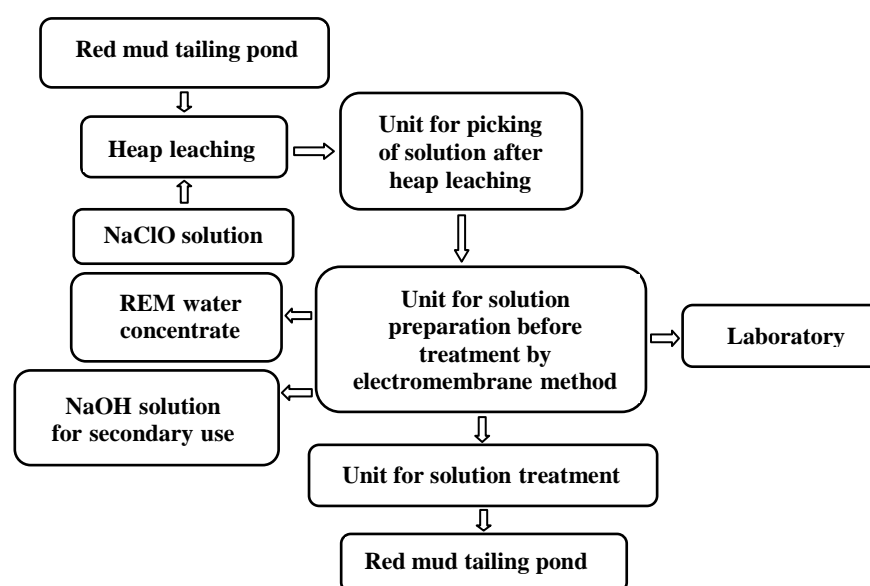 Red mud tailing pond
Heap leaching
Unit for picking
of solution after
heap leaching
NaClO solution
REM water
concentrate
Unit for solution
preparation before
treatment by
electromembrane method
Laboratory
NaOH solution
for secondary use
Unit for solution treatment
Red mud tailing pond